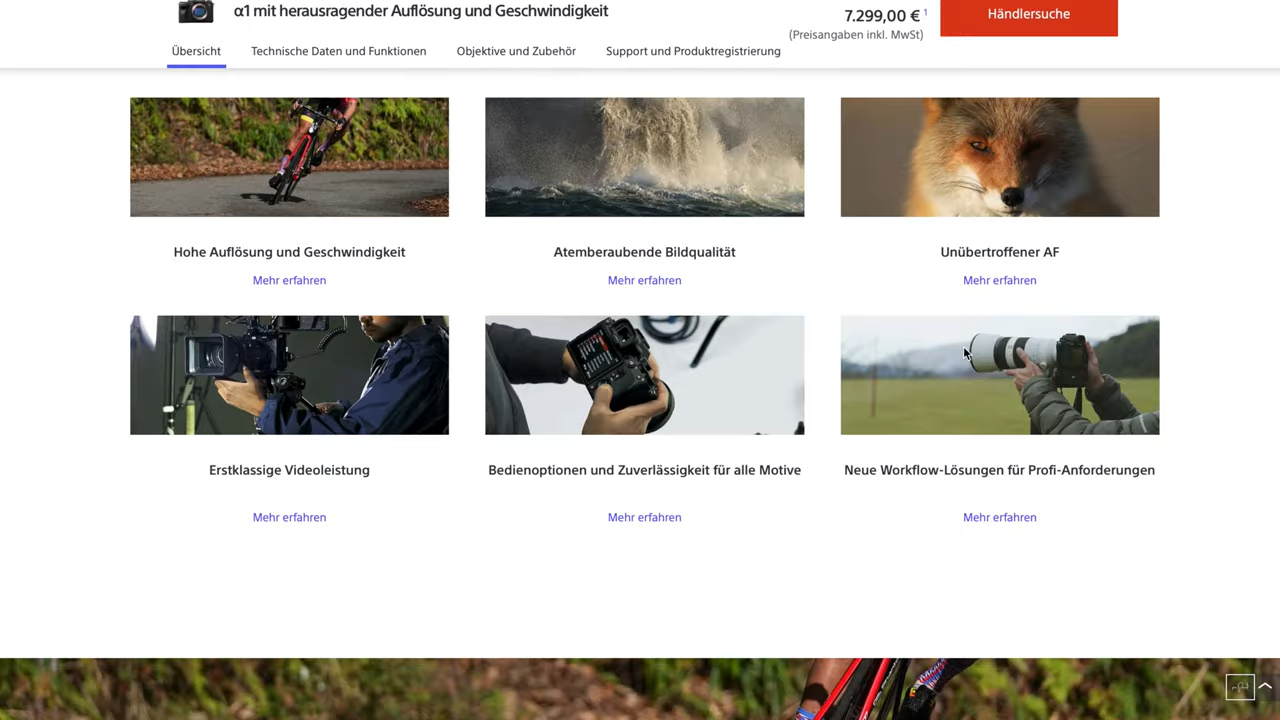 α1 mit herausragender Auflösung und Geschwindigkeit
7.299,00 € 1
(Preisangaben inkl. MwSt)
Händlersuche
Übersicht
Technische Daten und Funktionen
Objektive und Zubehör
Support und Produktregistrierung
Hohe Auflösung und Geschwindigkeit
Mehr erfahren
Atemberaubende Bildqualität
Mehr erfahren
Unübertroffener AF
Mehr erfahren
Erstklassige Videoleistung
Mehr erfahren
Bedienoptionen und Zuverlässigkeit für alle Motive
Mehr erfahren
Neue Workflow-Lösungen für Profi-Anforderungen
Mehr erfahren